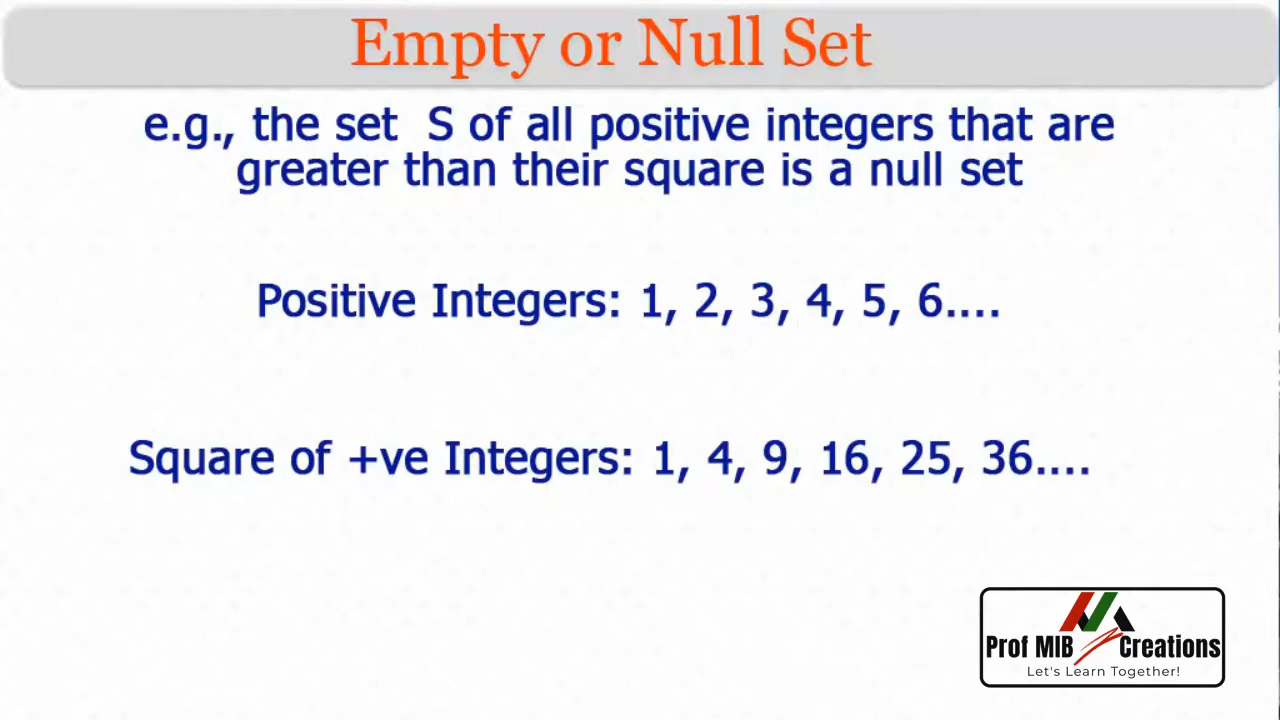 Empty or Null Set
e.g., the set S of all positive integers that are
greater than their square is a null set
Positive Integers: 1, 2, 3, 4, 5, 6....
Square of +ve Integers: 1, 4, 9, 16, 25, 36....
Prof MIB Creations
Let's Learn Together!